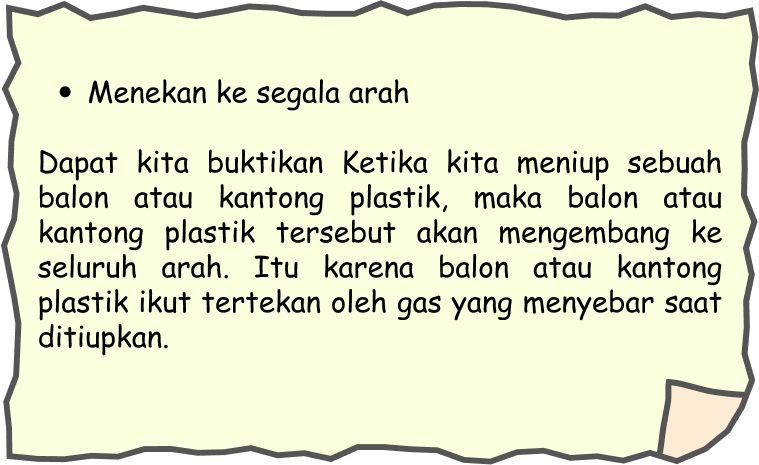 • Menekan ke segala arah
Dapat kita buktikan Ketika kita meniup sebuah
balon atau kantong plastik, maka balon atau
kantong plastik tersebut akan mengembang ke
seluruh arah. Itu karena balon atau kantong
plastik ikut tertekan oleh gas yang menyebar saat
ditiupkan.